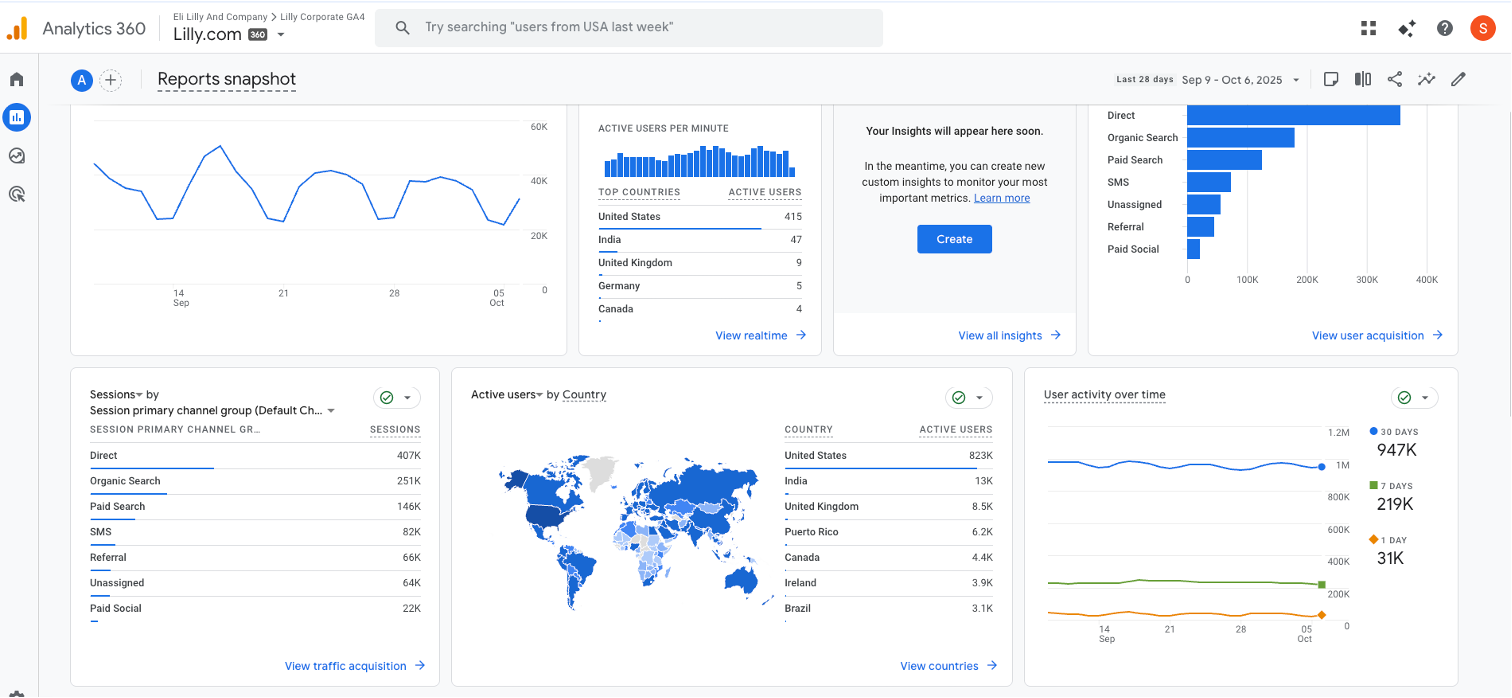 Analytics 360
Eli Lilly And Company > Lilly Corporate GA4
Lilly.com 360
Try searching "users from USA last week"
S
A
Reports snapshot
Last 28 days Sep 9 - Oct 6, 2025
60K
40K
20K
0
14 Sep
21
28
05 Oct
ACTIVE USERS PER MINUTE
TOP COUNTRIES ACTIVE USERS
United States 415
India 47
United Kingdom 9
Germany 5
Canada 4
View realtime
Your Insights will appear here soon.
In the meantime, you can create new
custom insights to monitor your most
important metrics. Learn more
Create
View all insights
Direct
Organic Search
Paid Search
SMS
Unassigned
Referral
Paid Social
0 100K 200K 300K 400K
View user acquisition
Sessions by
Session primary channel group (Default Ch...
SESSION PRIMARY CHANNEL GR... SESSIONS
Direct 407K
Organic Search 251K
Paid Search 146K
SMS 82K
Referral 66K
Unassigned 64K
Paid Social 22K
View traffic acquisition
Active users by Country
COUNTRY ACTIVE USERS
United States 823K
India 13K
United Kingdom 8.5K
Puerto Rico 6.2K
Canada 4.4K
Ireland 3.9K
Brazil 3.1K
View countries
User activity over time
1.2M
1M
800K
600K
400K
200K
0
14 Sep
21
28
05 Oct
30 DAYS
947K
7 DAYS
219K
1 DAY
31K